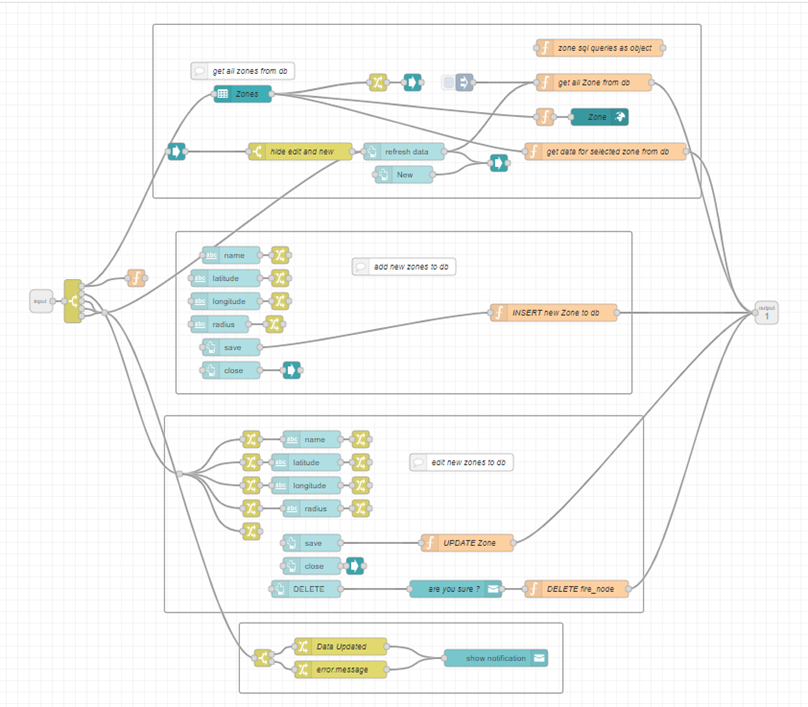 zone sql queries as object
get all zones from db
get all Zone from db
Zones
Zone
hide edit and new
refresh data
get data for selected zone from db
New
name
add new zones to db
latitude
input
longitude
output
1
INSERT new Zone to db
radius
save
close
name
latitude
edit new zones to db
longitude
radius
save
UPDATE Zone
close
DELETE
are you sure ?
DELETE fire_node
Data Updated
show notification
error.message